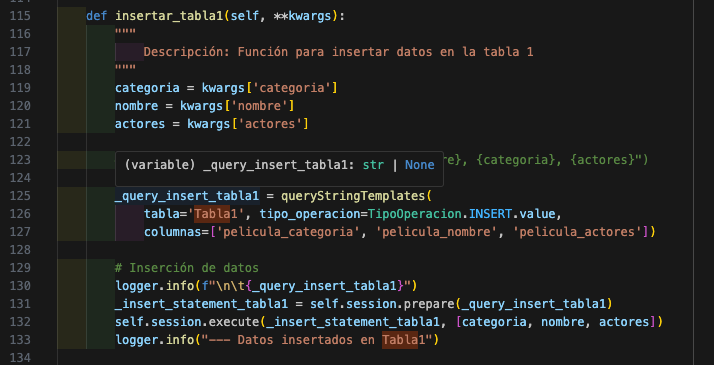 115 def insertar_tabla1(self, **kwargs):
116 """
117 Descripción: Función para insertar datos en la tabla 1
118 """
119 categoria = kwargs['categoria']
120 nombre = kwargs['nombre']
121 actores = kwargs['actores']
122
(variable) _query_insert_tabla1: str | None
123 re}, {categoria}, {actores}")
125 _query_insert_tabla1 = queryStringTemplates(
126 tabla='Tabla1', tipo_operacion=TipoOperacion.INSERT.value,
127 columnas=['pelicula_categoria', 'pelicula_nombre', 'pelicula_actores'])
128
129 # Inserción de datos
130 logger.info(f"\n\t{_query_insert_tabla1}")
131 _insert_statement_tabla1 = self.session.prepare(_query_insert_tabla1)
132 self.session.execute(_insert_statement_tabla1, [categoria, nombre, actores])
133 logger.info("--- Datos insertados en Tabla1")
134